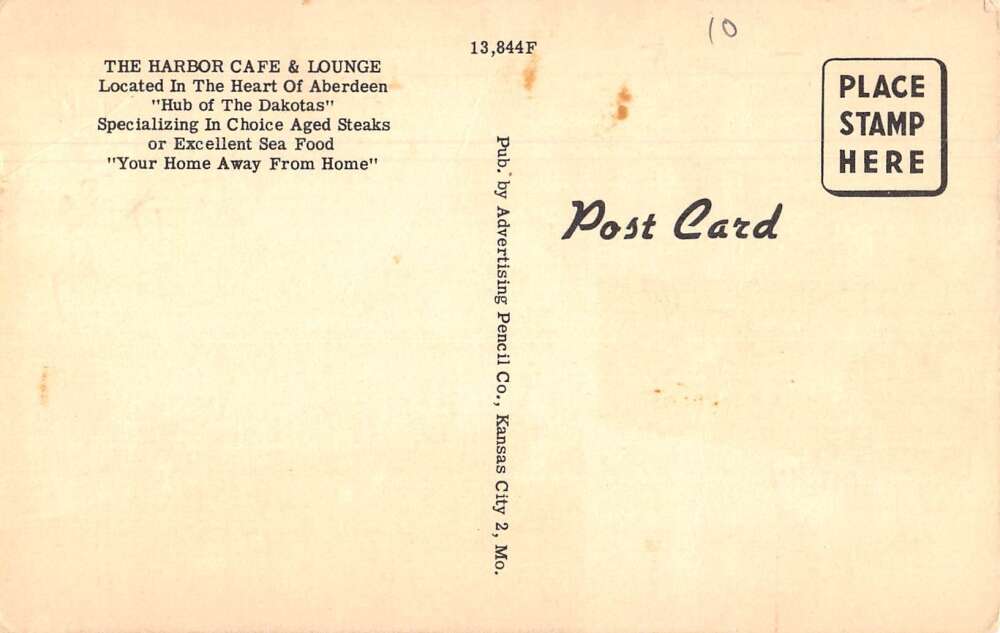 13,844F
10
THE HARBOR CAFE & LOUNGE
Located In The Heart Of Aberdeen
"Hub of The Dakotas"
Specializing In Choice Aged Steaks
or Excellent Sea Food
"Your Home Away From Home"
Pub. by Advertising Pencil Co., Kansas City 2, Mo.
PLACE
STAMP
HERE
Post Card